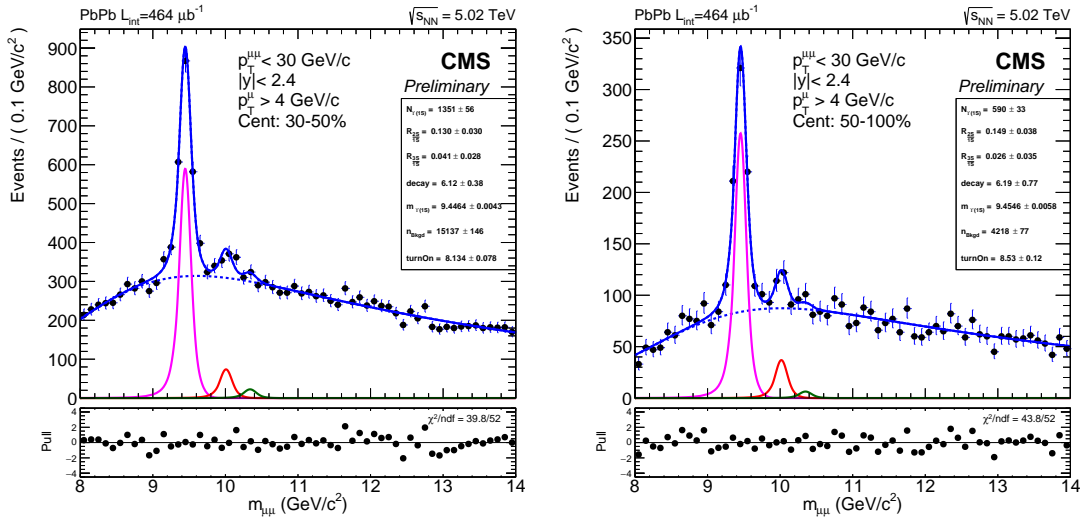 PbPb L_int=464 μb⁻¹ √s_NN = 5.02 TeV
Events / ( 0.1 GeV/c² )
900
800
700
600
500
400
300
200
100
0
p_T^μμ < 30 GeV/c
|y| < 2.4
p_T^μ > 4 GeV/c
Cent: 30-50%
CMS
Preliminary
N_ϒ(1S) = 1351 ± 56
R_2S/1S = 0.130 ± 0.030
R_3S/1S = 0.041 ± 0.028
decay = 6.12 ± 0.38
m_ϒ(1S) = 9.4464 ± 0.0043
n_Bkgd = 15137 ± 146
turnOn = 8.134 ± 0.078
Pull
4
2
0
−2
−4
χ²/ndf = 39.8/52
8 9 10 11 12 13 14
m_μμ (GeV/c²)
PbPb L_int=464 μb⁻¹ √s_NN = 5.02 TeV
Events / ( 0.1 GeV/c² )
350
300
250
200
150
100
50
0
p_T^μμ < 30 GeV/c
|y| < 2.4
p_T^μ > 4 GeV/c
Cent: 50-100%
CMS
Preliminary
N_ϒ(1S) = 590 ± 33
R_2S/1S = 0.149 ± 0.038
R_3S/1S = 0.026 ± 0.035
decay = 6.19 ± 0.77
m_ϒ(1S) = 9.4546 ± 0.0058
n_Bkgd = 4218 ± 77
turnOn = 8.53 ± 0.12
Pull
4
2
0
−2
−4
χ²/ndf = 43.8/52
8 9 10 11 12 13 14
m_μμ (GeV/c²)